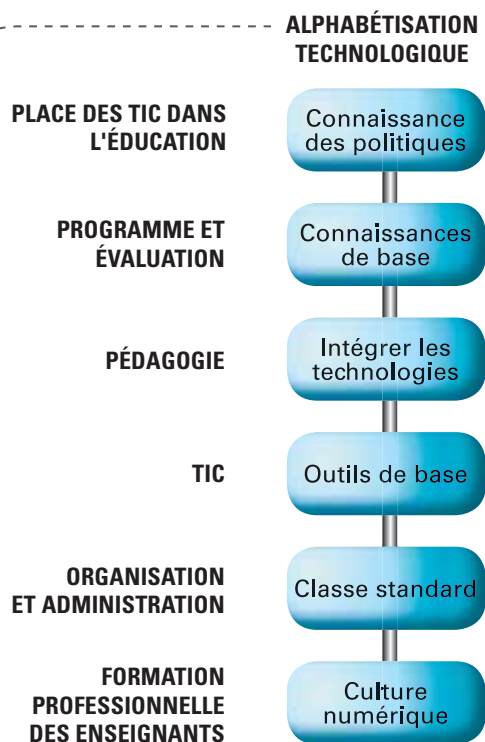 ALPHABÉTISATION
TECHNOLOGIQUE
PLACE DES TIC DANS
L'ÉDUCATION
Connaissance
des politiques
PROGRAMME ET
ÉVALUATION
Connaissances
de base
PÉDAGOGIE
Intégrer les
technologies
TIC
Outils de base
ORGANISATION
ET ADMINISTRATION
Classe standard
FORMATION
PROFESSIONNELLE
DES ENSEIGNANTS
Culture
numérique